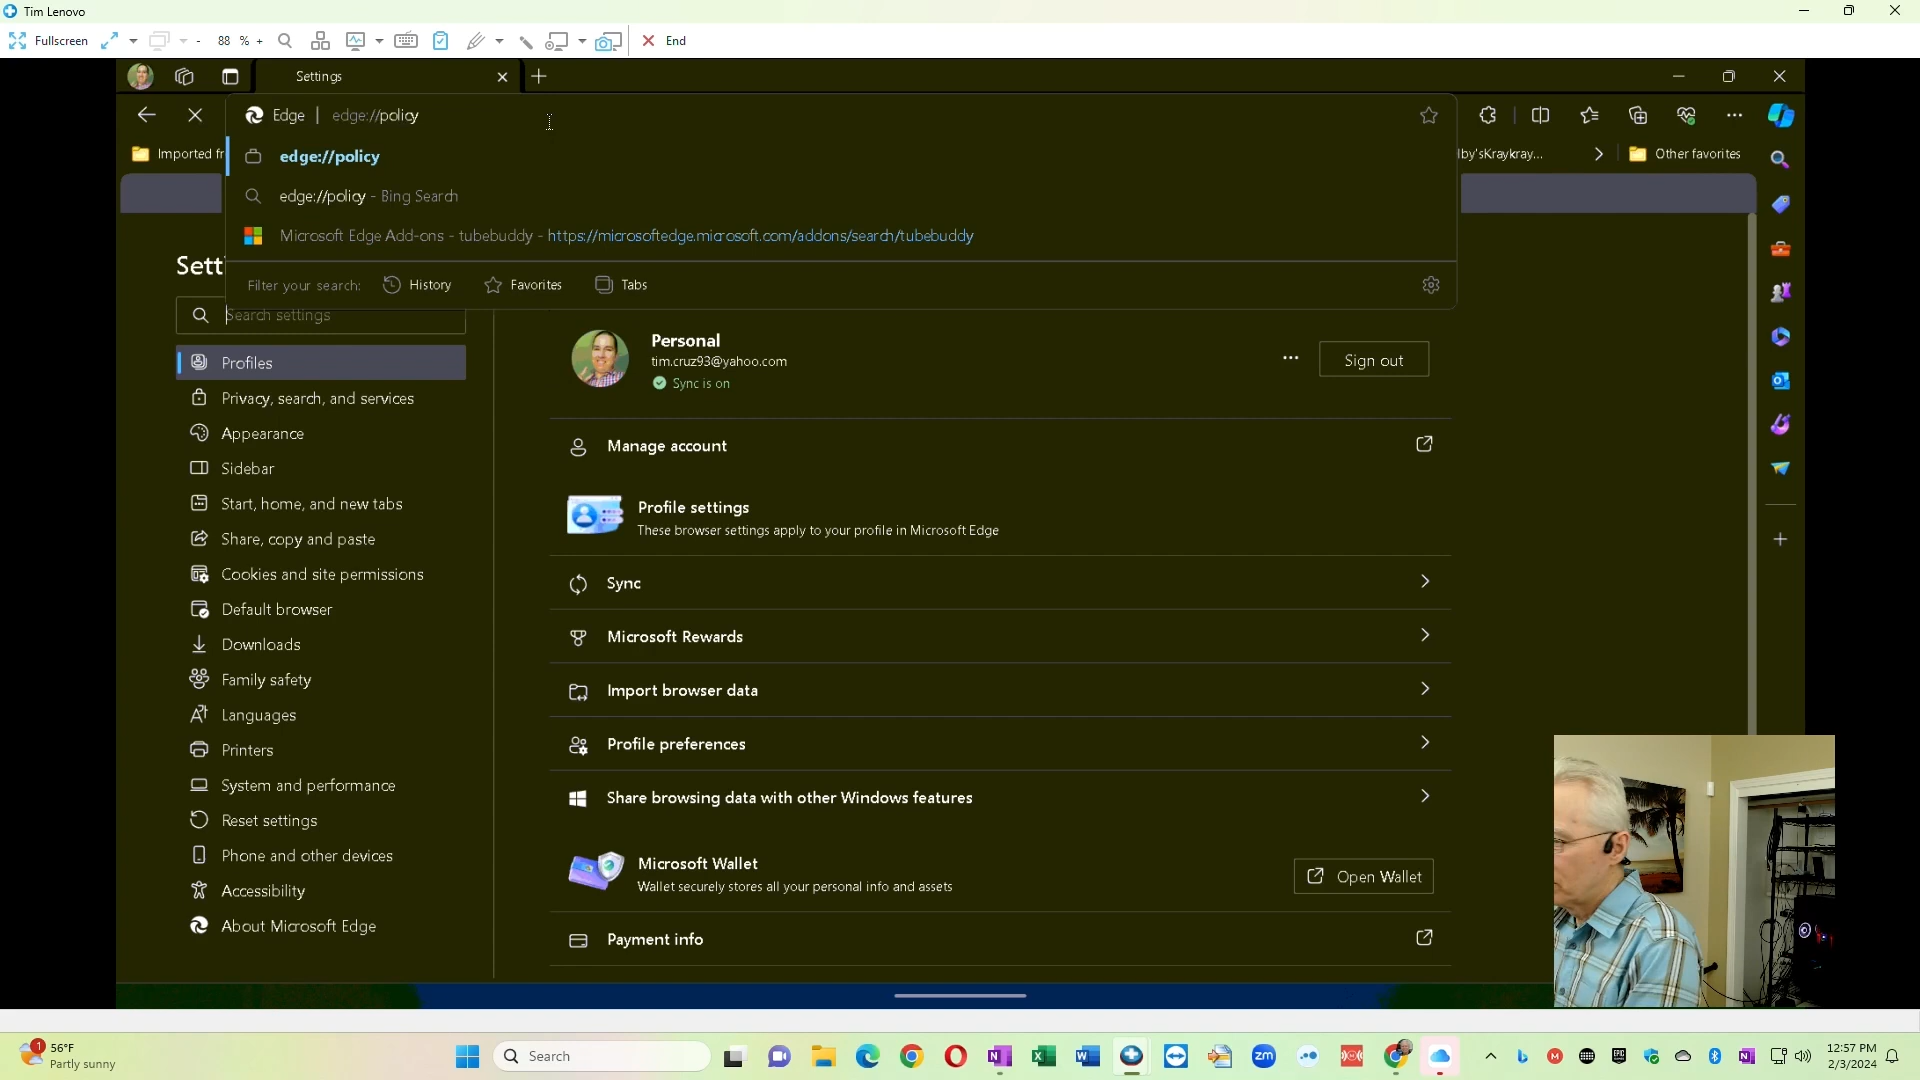 Tim Lenovo
Fullscreen
- 88 % +
End
Settings
Edge | edge://policy
edge://policy
edge://policy - Bing Search
Microsoft Edge Add-ons - tubebuddy - https://microsoftedge.microsoft.com/addons/search/tubebuddy
Filter your search: History Favorites Tabs
Imported fr
lby'sKraykray...
Other favorites
Sett
Search settings
Profiles
Privacy, search, and services
Appearance
Sidebar
Start, home, and new tabs
Share, copy and paste
Cookies and site permissions
Default browser
Downloads
Family safety
Languages
Printers
System and performance
Reset settings
Phone and other devices
Accessibility
About Microsoft Edge
Personal
tim.cruz93@yahoo.com
Sync is on
Sign out
Manage account
Profile settings
These browser settings apply to your profile in Microsoft Edge
Sync
Microsoft Rewards
Import browser data
Profile preferences
Share browsing data with other Windows features
Microsoft Wallet
Wallet securely stores all your personal info and assets
Open Wallet
Payment info
1
56°F
Partly sunny
Search
zm
12:57 PM
2/3/2024